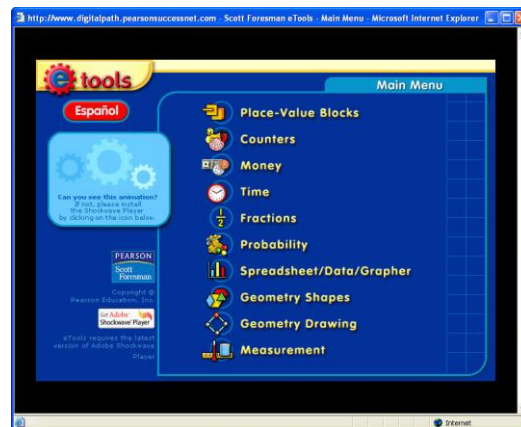 http://www.digitalpath.pearsonsuccessnet.com - Scott Foresman eTools - Main Menu - Microsoft Internet Explorer
e tools
Main Menu
Español
Place-Value Blocks
Counters
Money
Time
1/2
Fractions
Probability
Spreadsheet/Data/Grapher
Geometry Shapes
Geometry Drawing
Measurement
Can you see this animation?
If not, please install
the Shockwave Player
by clicking on the icon below.
PEARSON
Scott
Foresman
Copyright ©
Pearson Education, Inc.
Get Adobe
Shockwave Player
eTools requires the latest
version of Adobe Shockwave
Player
Internet